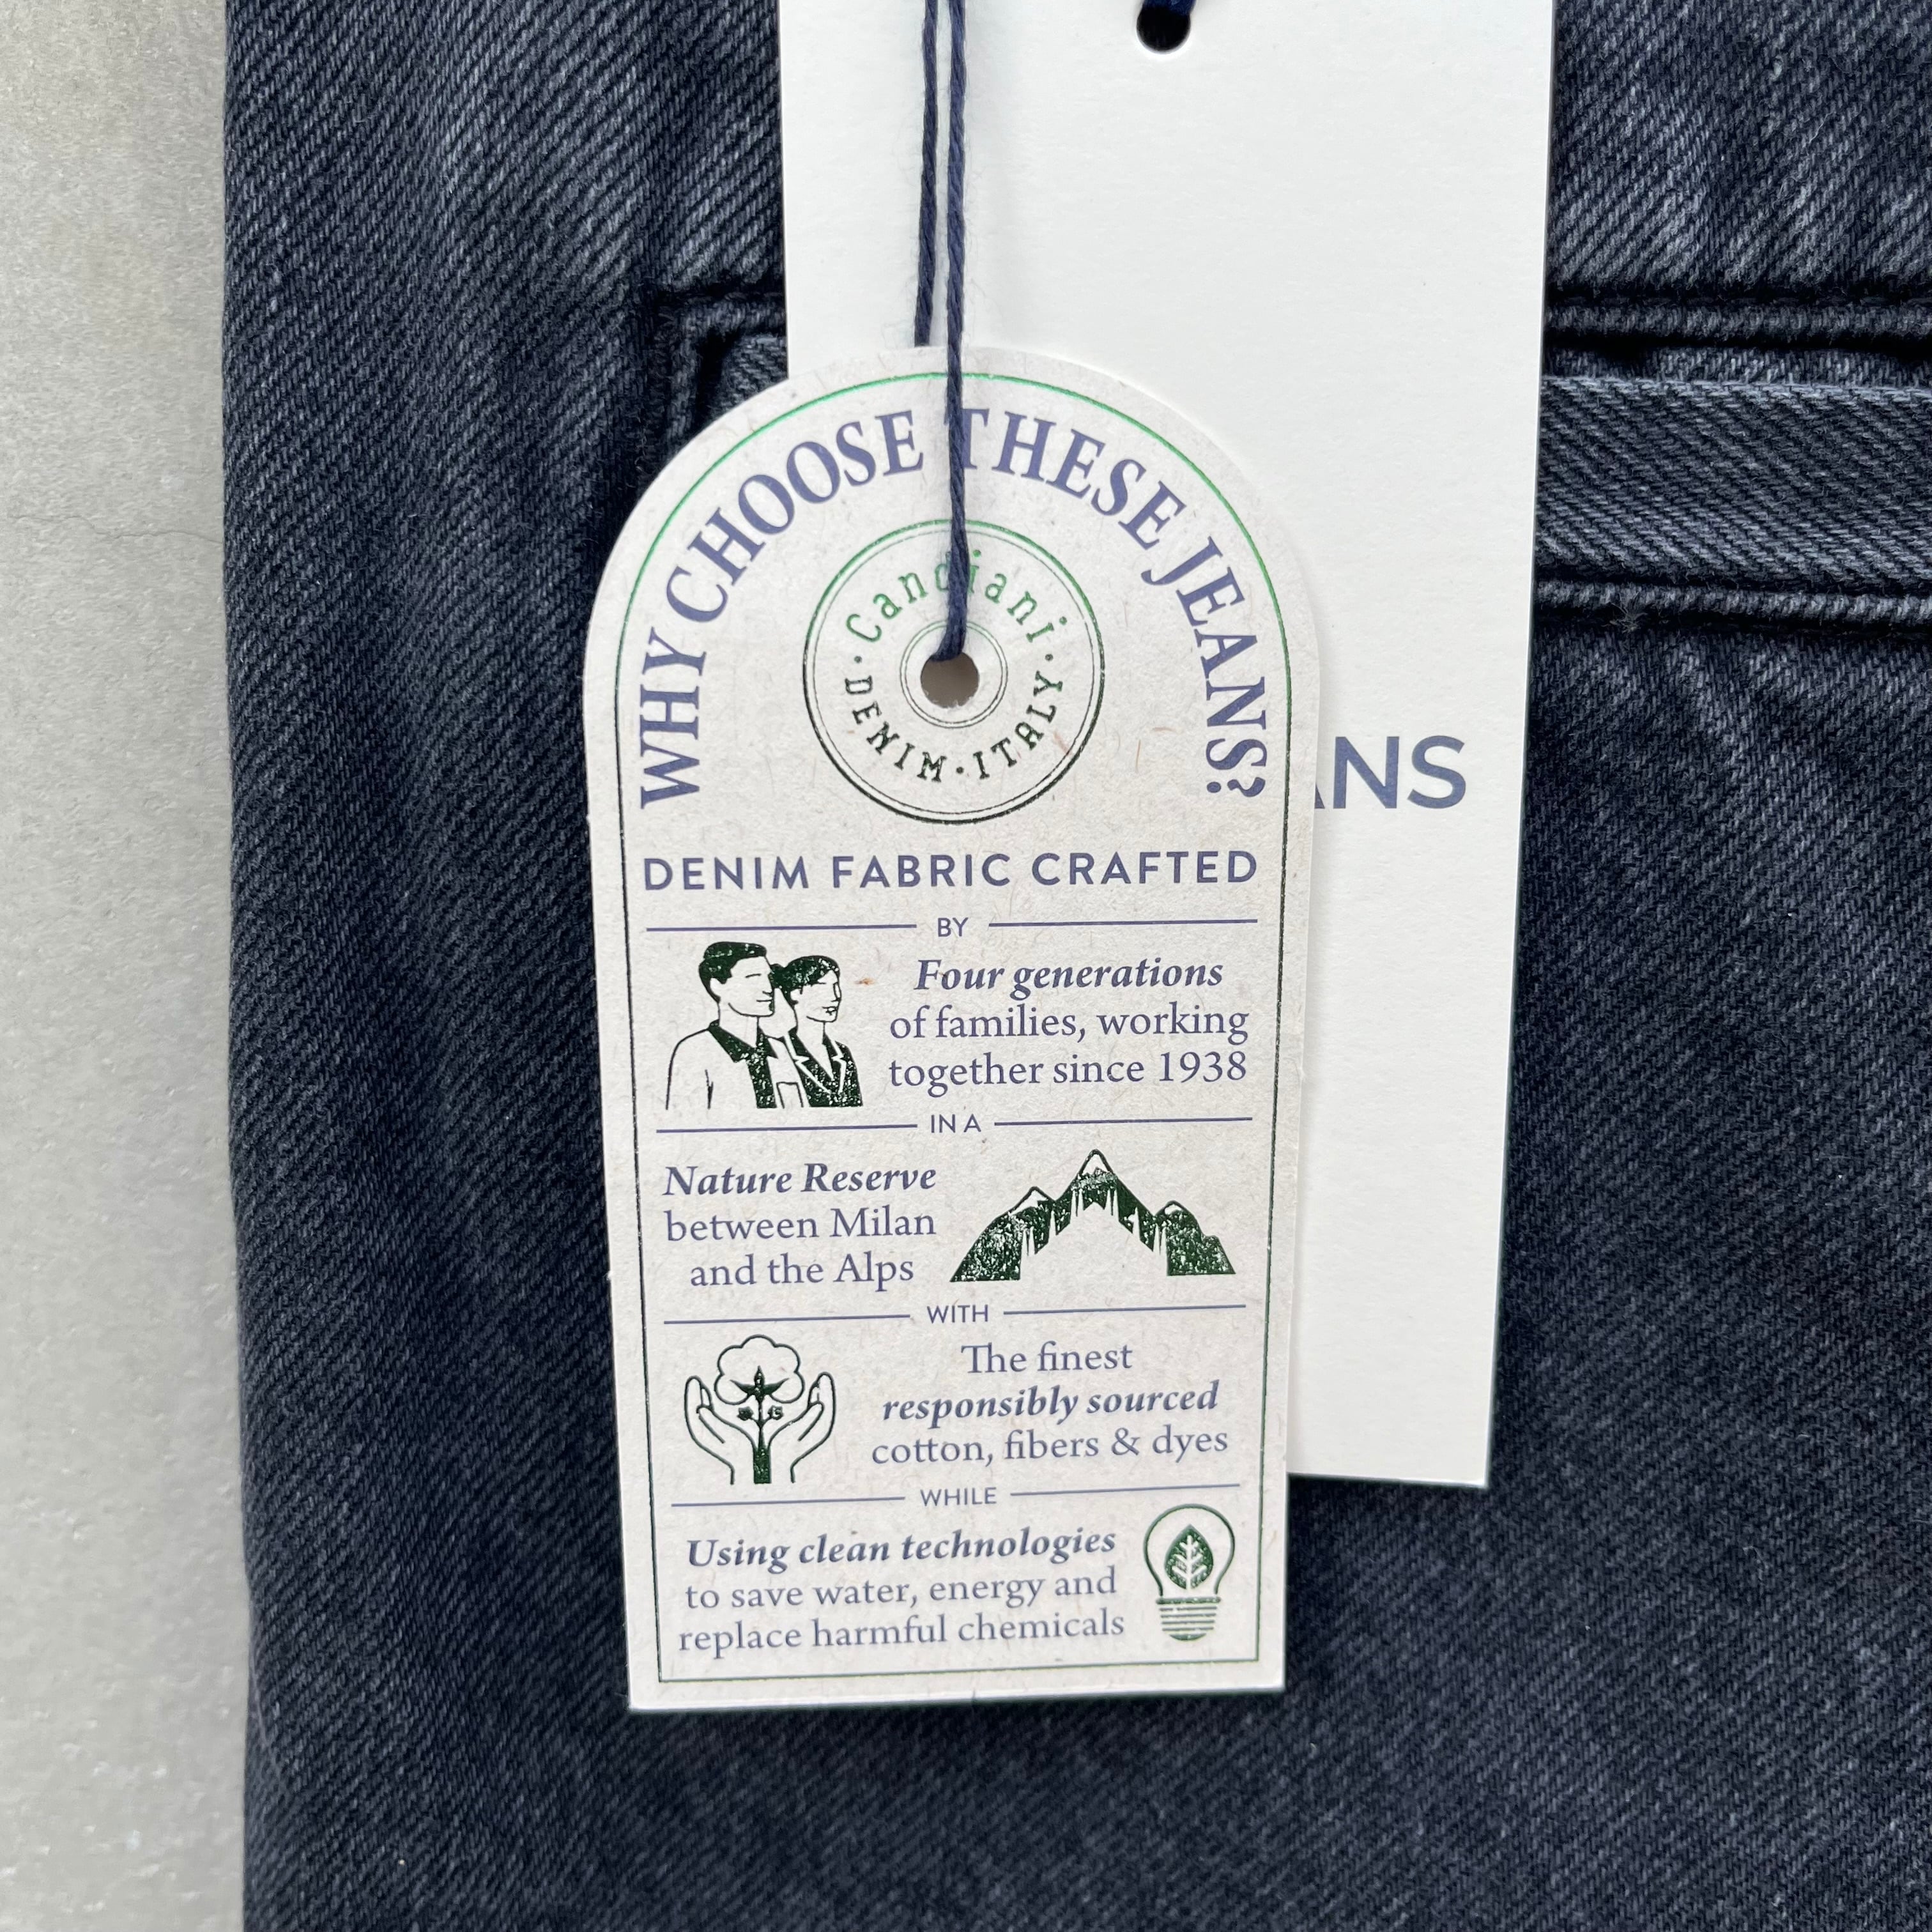 WHY CHOOSE THESE JEANS?
Candiani
DENIM · ITALY
DENIM FABRIC CRAFTED
BY
Four generations
of families, working
together since 1938
IN A
Nature Reserve
between Milan
and the Alps
WITH
The finest
responsibly sourced
cotton, fibers & dyes
WHILE
Using clean technologies
to save water, energy and
replace harmful chemicals